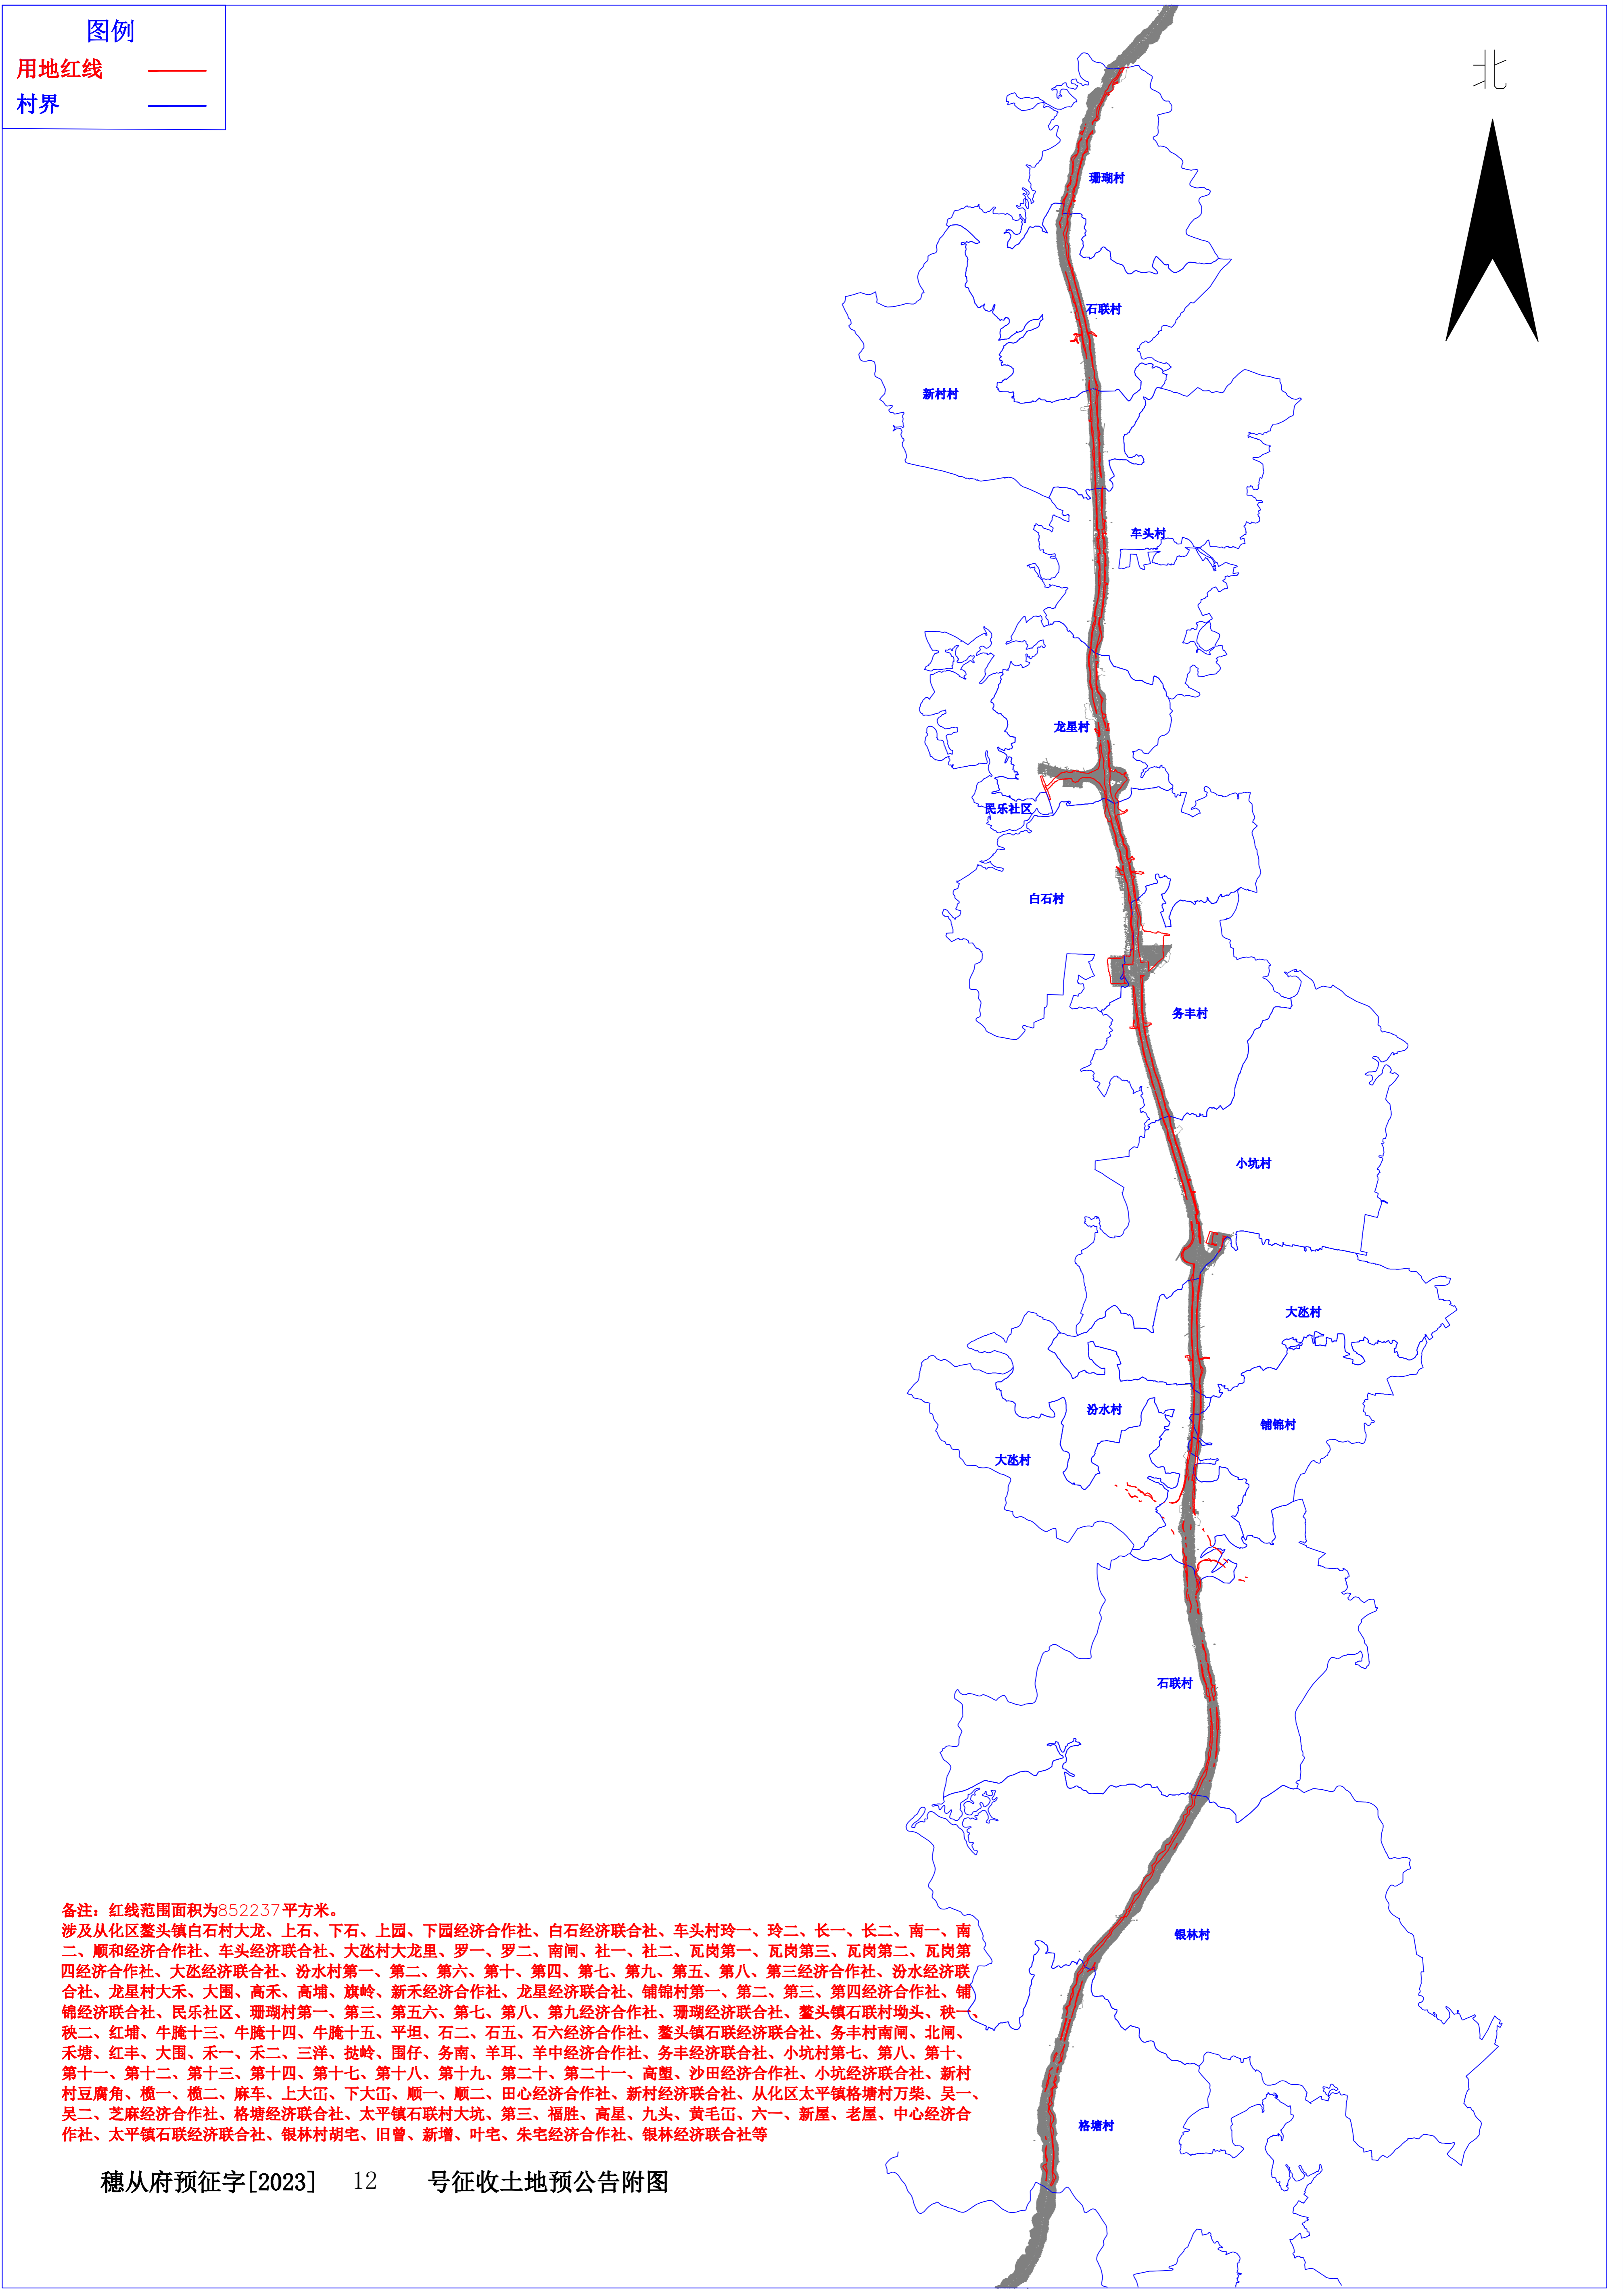 图例
用地红线
村界
北
珊瑚村
石联村
新村村
车头村
龙星村
民乐社区
白石村
务丰村
小坑村
大氹村
汾水村
铺锦村
大氹村
石联村
银林村
格塘村
备注：红线范围面积为852237平方米。
涉及从化区鳌头镇白石村大龙、上石、下石、上园、下园经济合作社、白石经济联合社、车头村玲一、玲二、长一、长二、南一、南
二、顺和经济合作社、车头经济联合社、大氹村大龙里、罗一、罗二、南闸、社一、社二、瓦岗第一、瓦岗第三、瓦岗第二、瓦岗第
四经济合作社、大氹经济联合社、汾水村第一、第二、第六、第十、第四、第七、第九、第五、第八、第三经济合作社、汾水经济联
合社、龙星村大禾、大围、高禾、高埔、旗岭、新禾经济合作社、龙星经济联合社、铺锦村第一、第二、第三、第四经济合作社、铺
锦经济联合社、民乐社区、珊瑚村第一、第三、第五六、第七、第八、第九经济合作社、珊瑚经济联合社、鳌头镇石联村坳头、秧一、
秧二、红埔、牛腌十三、牛腌十四、牛腌十五、平坦、石二、石五、石六经济合作社、鳌头镇石联经济联合社、务丰村南闸、北闸、
禾塘、红丰、大围、禾一、禾二、三洋、挞岭、围仔、务南、羊耳、羊中经济合作社、务丰经济联合社、小坑村第七、第八、第十、
第十一、第十二、第十三、第十四、第十七、第十八、第十九、第二十、第二十一、高塱、沙田经济合作社、小坑经济联合社、新村
村豆腐角、榄一、榄二、麻车、上大㘵、下大㘵、顺一、顺二、田心经济合作社、新村经济联合社、从化区太平镇格塘村万柴、吴一、
吴二、芝麻经济合作社、格塘经济联合社、太平镇石联村大坑、第三、福胜、高星、九头、黄毛㘵、六一、新屋、老屋、中心经济合
作社、太平镇石联经济联合社、银林村胡宅、旧曾、新增、叶宅、朱宅经济合作社、银林经济联合社等
穗从府预征字[2023] 12 号征收土地预公告附图